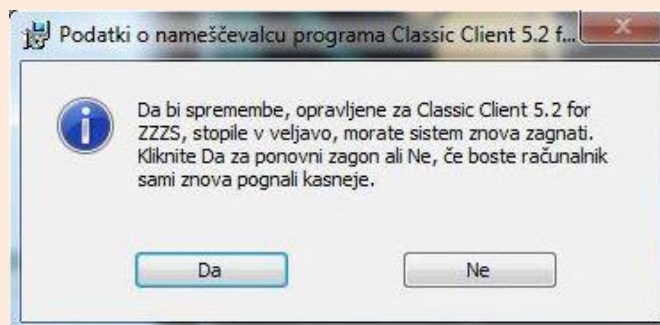 Podatki o nameščevalcu programa Classic Client 5.2 f...
Da bi spremembe, opravljene za Classic Client 5.2 for
ZZZS, stopile v veljavo, morate sistem znova zagnati.
Kliknite Da za ponovni zagon ali Ne, če boste računalnik
sami znova pognali kasneje.
Da
Ne